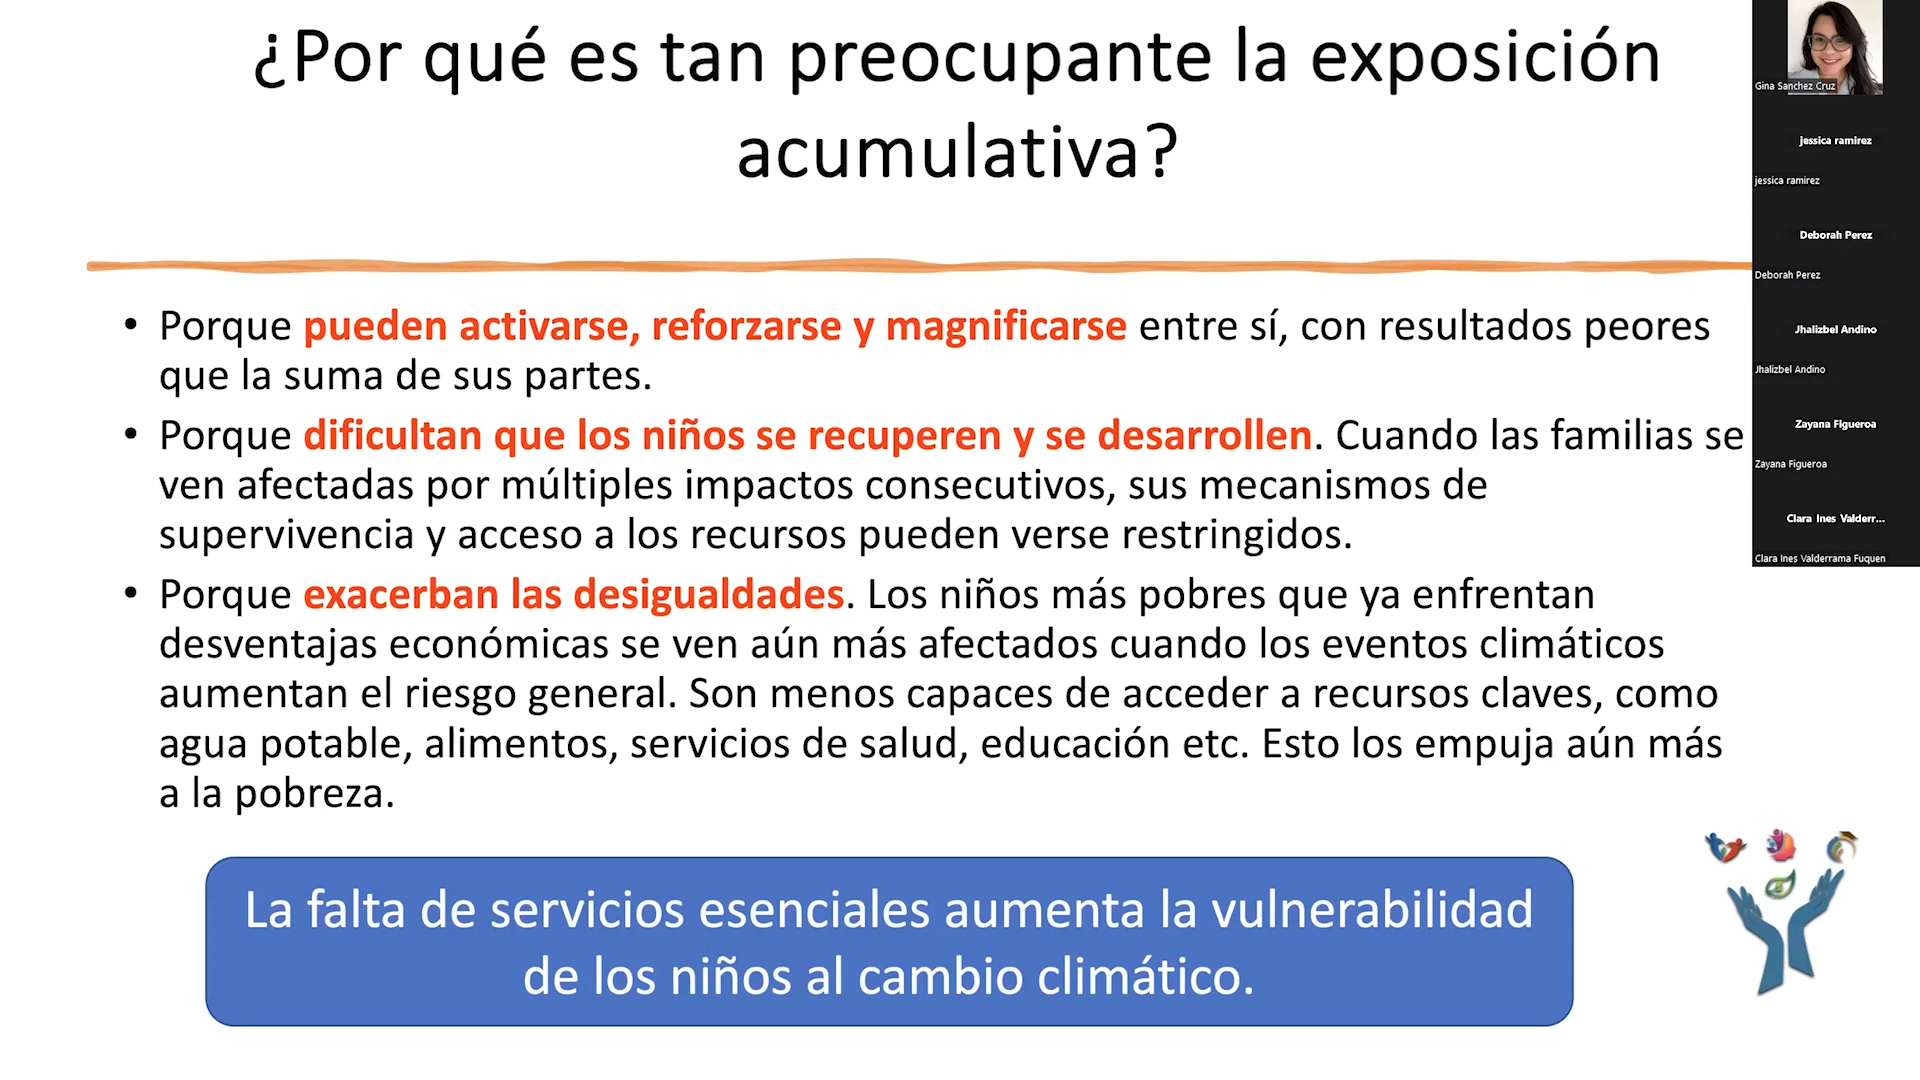 ¿Por qué es tan preocupante la exposición
acumulativa?
• Porque pueden activarse, reforzarse y magnificarse entre sí, con resultados peores
que la suma de sus partes.
• Porque dificultan que los niños se recuperen y se desarrollen. Cuando las familias se
ven afectadas por múltiples impactos consecutivos, sus mecanismos de
supervivencia y acceso a los recursos pueden verse restringidos.
• Porque exacerban las desigualdades. Los niños más pobres que ya enfrentan
desventajas económicas se ven aún más afectados cuando los eventos climáticos
aumentan el riesgo general. Son menos capaces de acceder a recursos claves, como
agua potable, alimentos, servicios de salud, educación etc. Esto los empuja aún más
a la pobreza.
La falta de servicios esenciales aumenta la vulnerabilidad
de los niños al cambio climático.
Gina Sanchez Cruz
jessica ramirez
jessica ramirez
Deborah Perez
Deborah Perez
Jhalizbel Andino
Jhalizbel Andino
Zayana Figueroa
Zayana Figueroa
Clara Ines Valderr...
Clara Ines Valderrama Fuquen